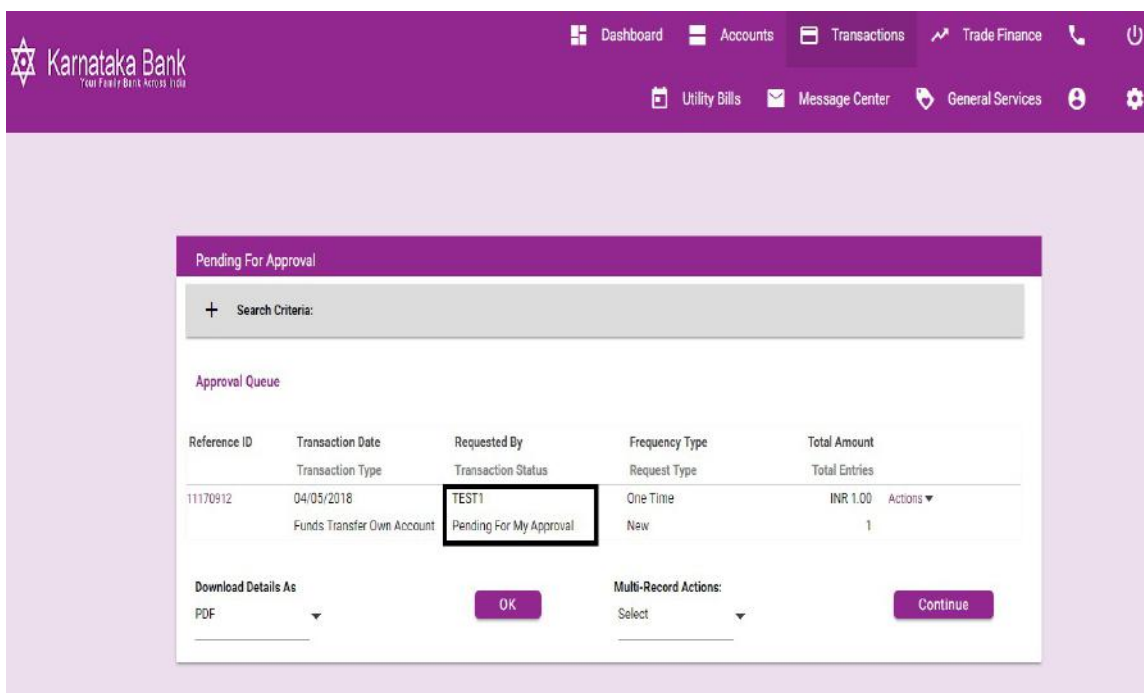 Dashboard Accounts Transactions Trade Finance
Karnataka Bank
Your Family Bank Across India
Utility Bills Message Center General Services
Pending For Approval
+ Search Criteria:
Approval Queue
Reference ID Transaction Date Requested By Frequency Type Total Amount
Transaction Type Transaction Status Request Type Total Entries
11170912 04/05/2018 TEST1 One Time INR 1.00 Actions
Funds Transfer Own Account Pending For My Approval New 1
Download Details As Multi-Record Actions:
PDF OK Select Continue